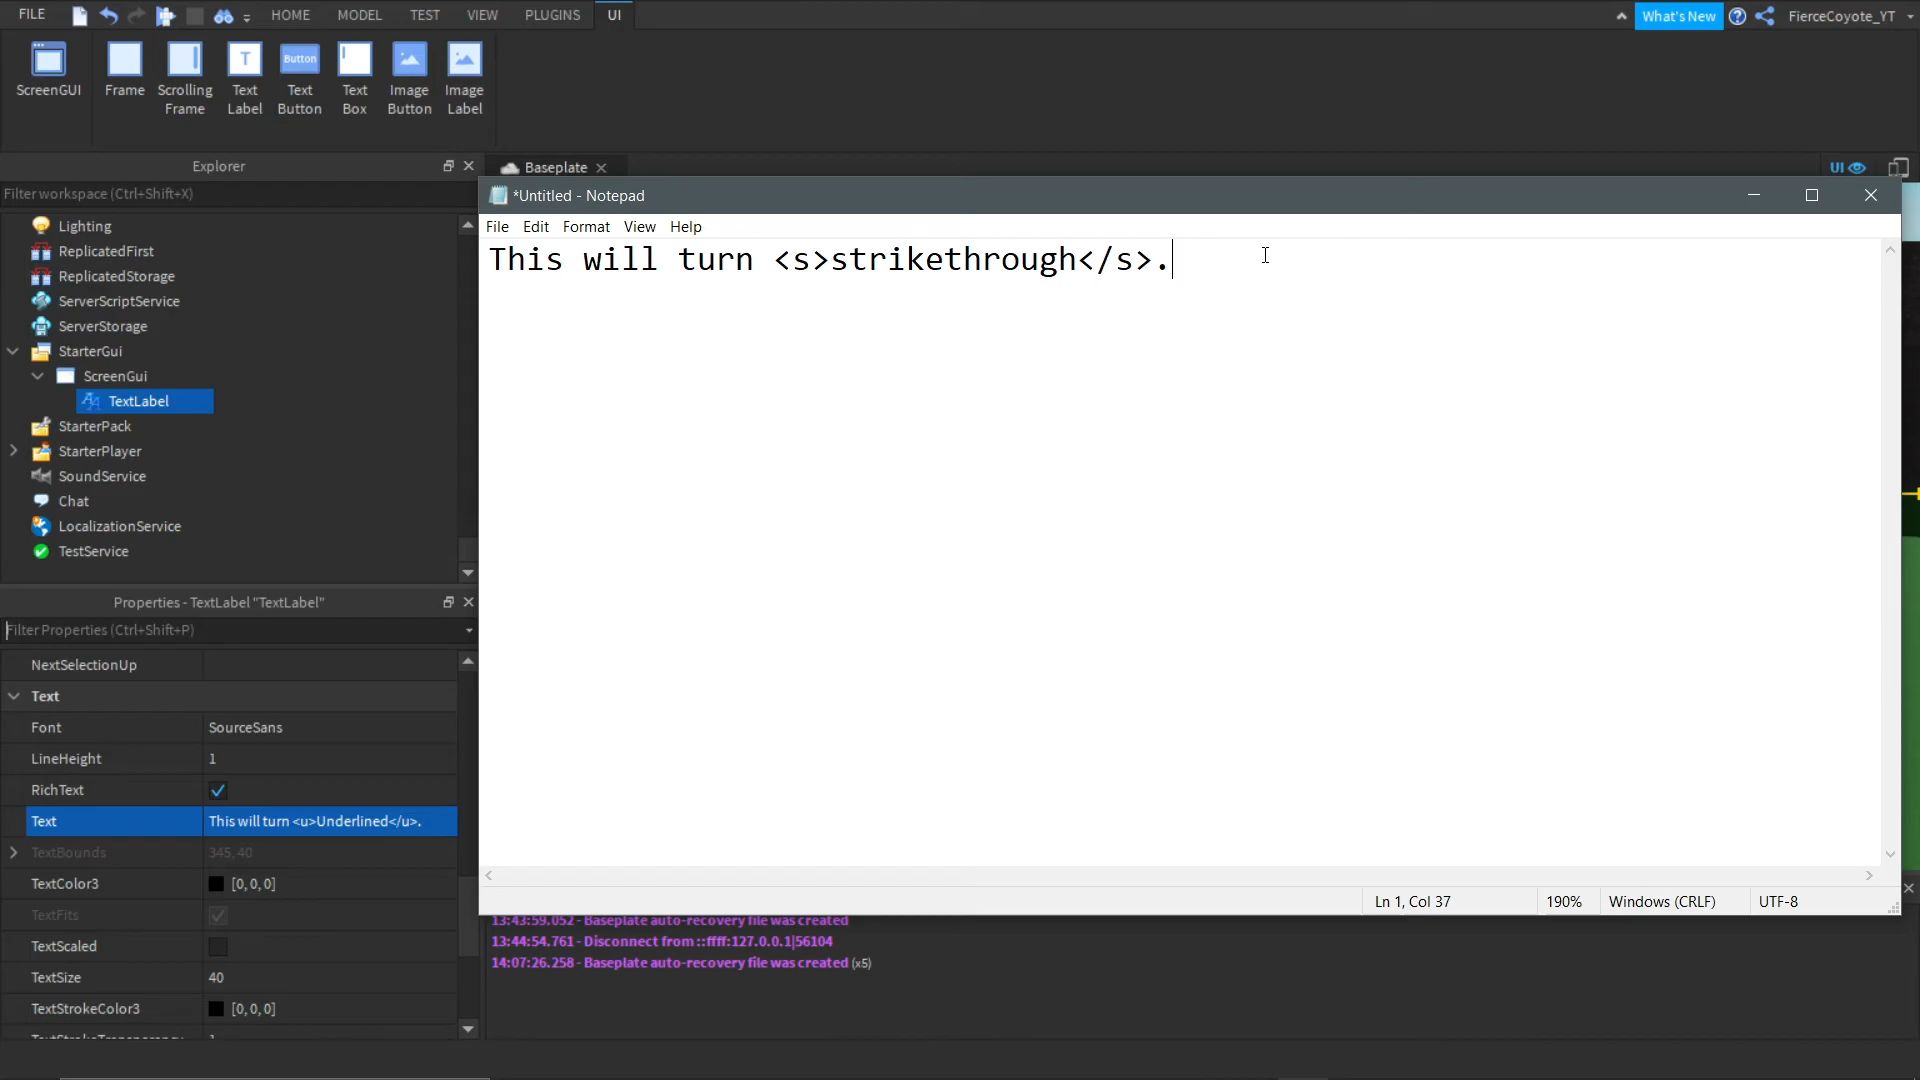 FILE
HOME
MODEL
TEST
VIEW
PLUGINS
UI
What's New
FierceCoyote_YT
ScreenGUI
Frame
Scrolling
Frame
Text
Label
Button
Text
Button
Text
Box
Image
Button
Image
Label
Explorer
Baseplate
UI
Filter workspace (Ctrl+Shift+X)
Lighting
ReplicatedFirst
ReplicatedStorage
ServerScriptService
ServerStorage
StarterGui
ScreenGui
TextLabel
StarterPack
StarterPlayer
SoundService
Chat
LocalizationService
TestService
*Untitled - Notepad
File Edit Format View Help
This will turn <s>strikethrough</s>.
Ln 1, Col 37
190%
Windows (CRLF)
UTF-8
Properties - TextLabel "TextLabel"
Filter Properties (Ctrl+Shift+P)
NextSelectionUp
Text
Font SourceSans
LineHeight 1
RichText
Text This will turn <u>Underlined</u>.
TextBounds 345, 40
TextColor3 [0, 0, 0]
TextFits
TextScaled
TextSize 40
TextStrokeColor3 [0, 0, 0]
13:43:59.052 - Baseplate auto-recovery file was created
13:44:54.761 - Disconnect from ::ffff:127.0.0.1|56104
14:07:26.258 - Baseplate auto-recovery file was created (x5)